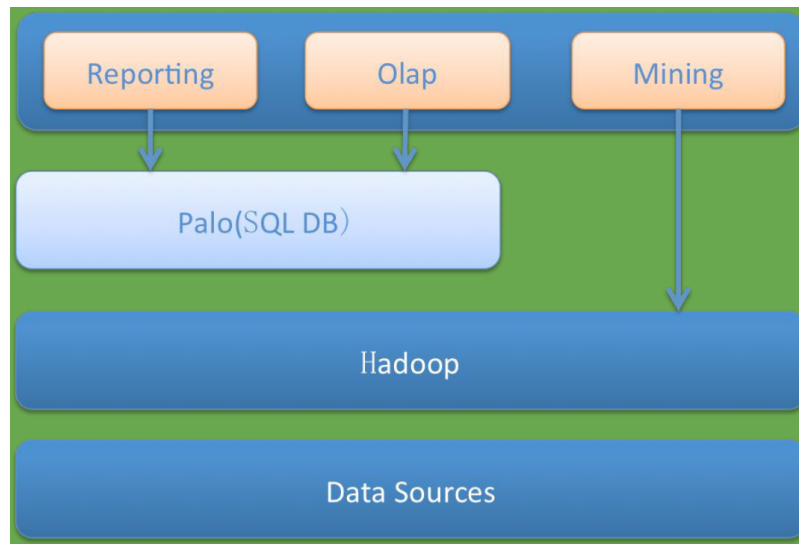 Reporting
Olap
Mining
Palo(SQL DB）
Hadoop
Data Sources